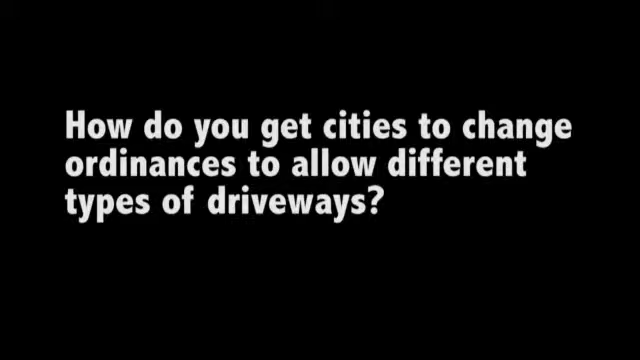 How do you get cities to change
ordinances to allow different
types of driveways?